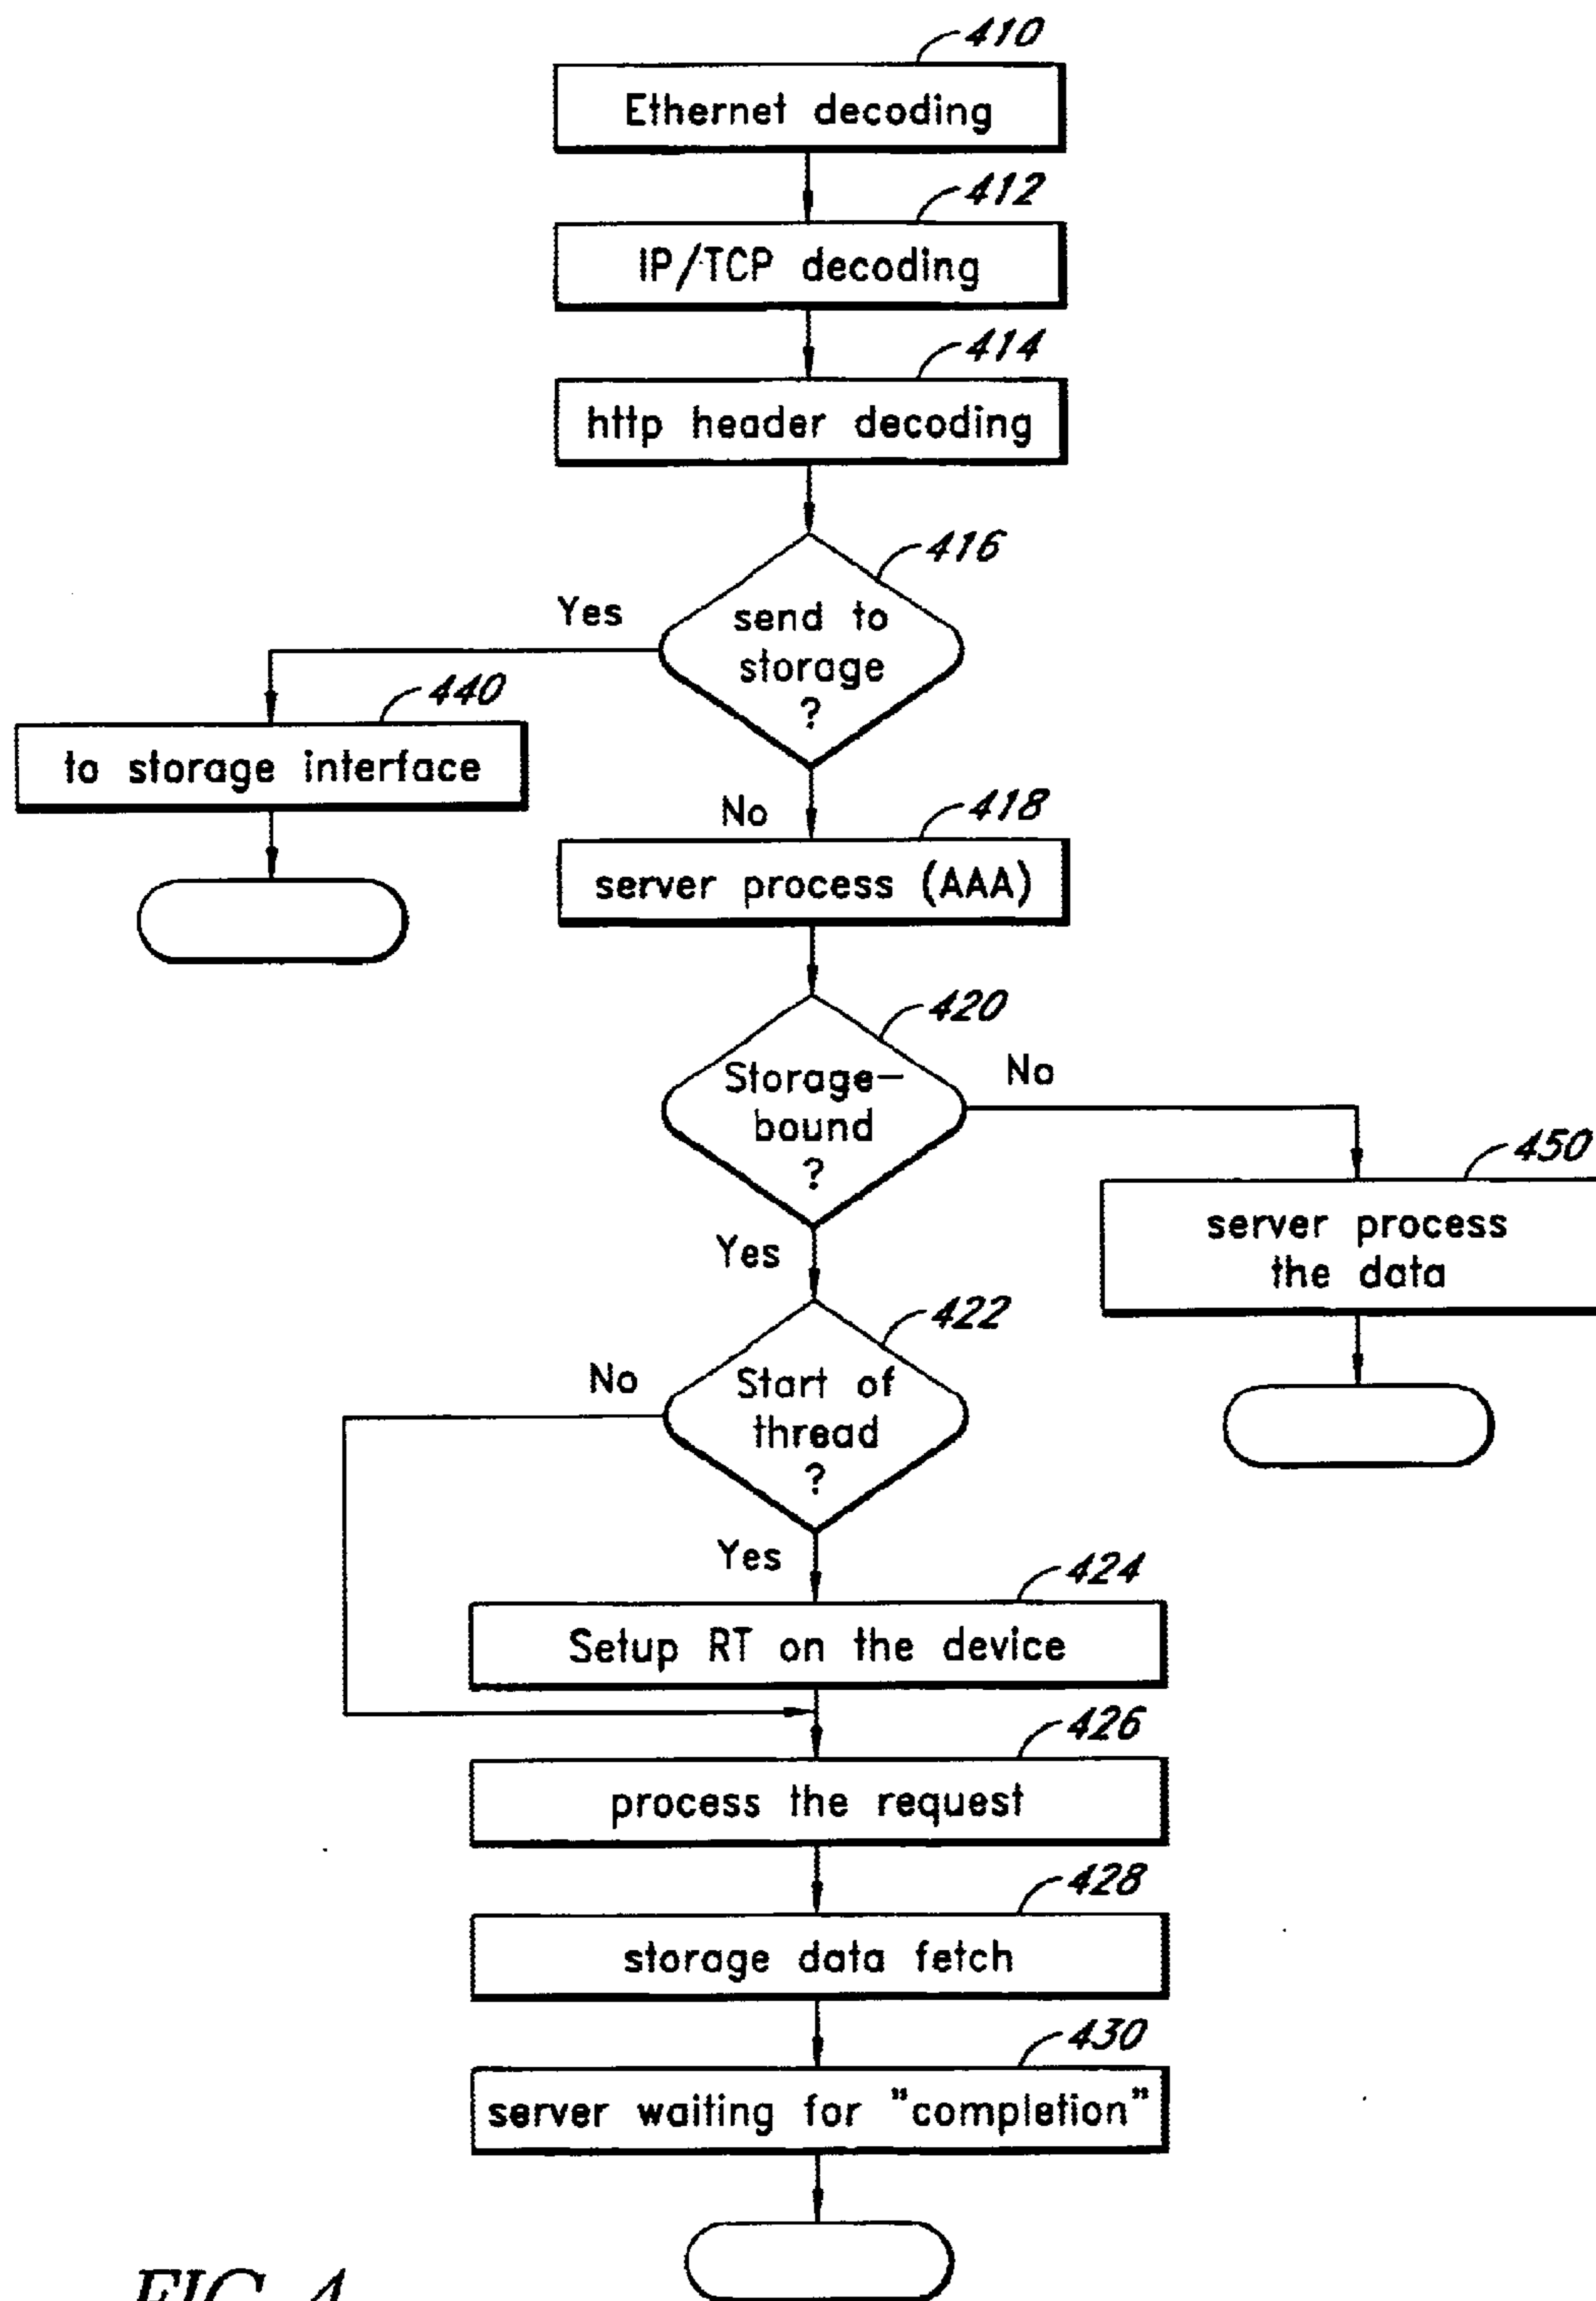 410
Ethernet decoding
412
IP/TCP decoding
414
http header decoding
416
send to
storage
?
Yes
440
to storage interface
No
418
server process (AAA)
420
Storage-
bound
?
No
450
server process
the data
Yes
422
Start of
thread
?
No
Yes
424
Setup RT on the device
426
process the request
428
storage data fetch
430
server waiting for "completion"
FIG. 4